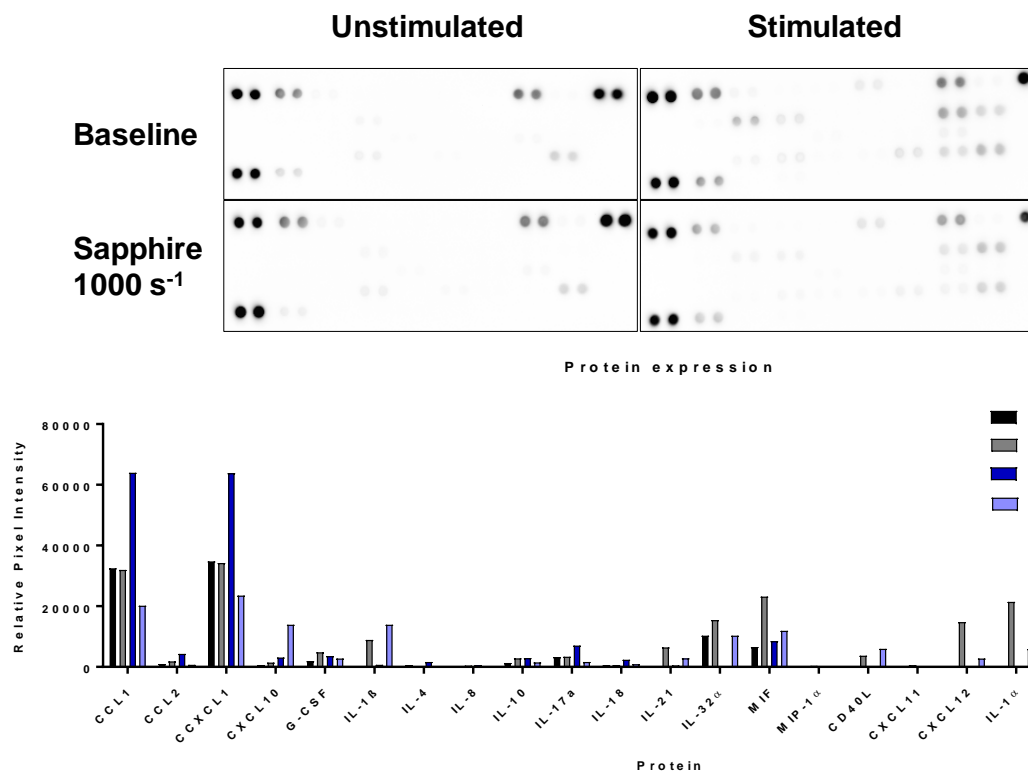 Unstimulated Stimulated
Baseline
Sapphire
1000 s-1
Protein expression
Relative Pixel Intensity
80000
60000
40000
20000
0
CCL1 CCL2 CCXCL1 CXCL10 G-CSF IL-1ß IL-4 IL-8 IL-10 IL-17a IL-18 IL-21 IL-32α MIF MIP-1α CD40L CXCL11 CXCL12 IL-1α
Protein